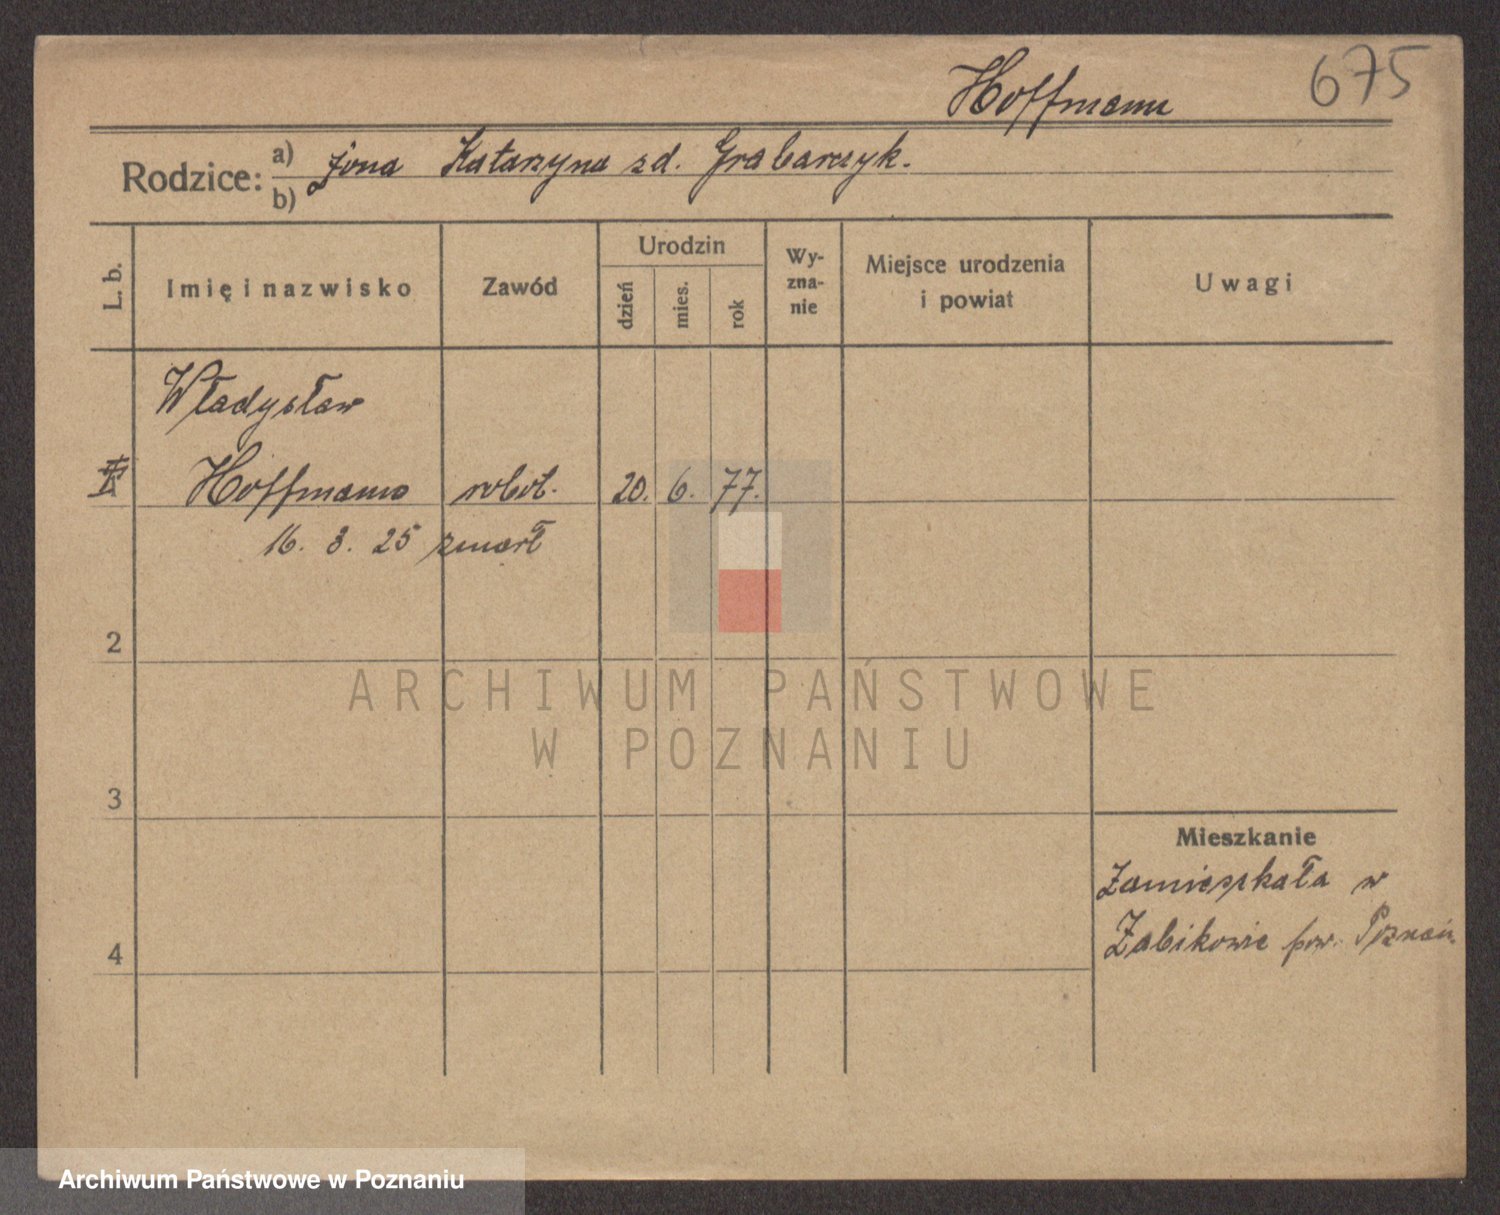 Hoffmann 675
Rodzice: a) żona Katarzyna zd. Grabarczyk.
b)
L. b.
Imię i nazwisko
Zawód
Urodzin
dzień
mies.
rok
Wy-
zna-
nie
Miejsce urodzenia
i powiat
Uwagi
Władysław
Hoffmann robot. 20. 6. 77.
16. 3. 25 zmarł
2
ARCHIWUM PAŃSTWOWE
W POZNANIU
3
Mieszkanie
Zamieszkała w
Żabikowie pow. Poznań
4
Archiwum Państwowe w Poznaniu